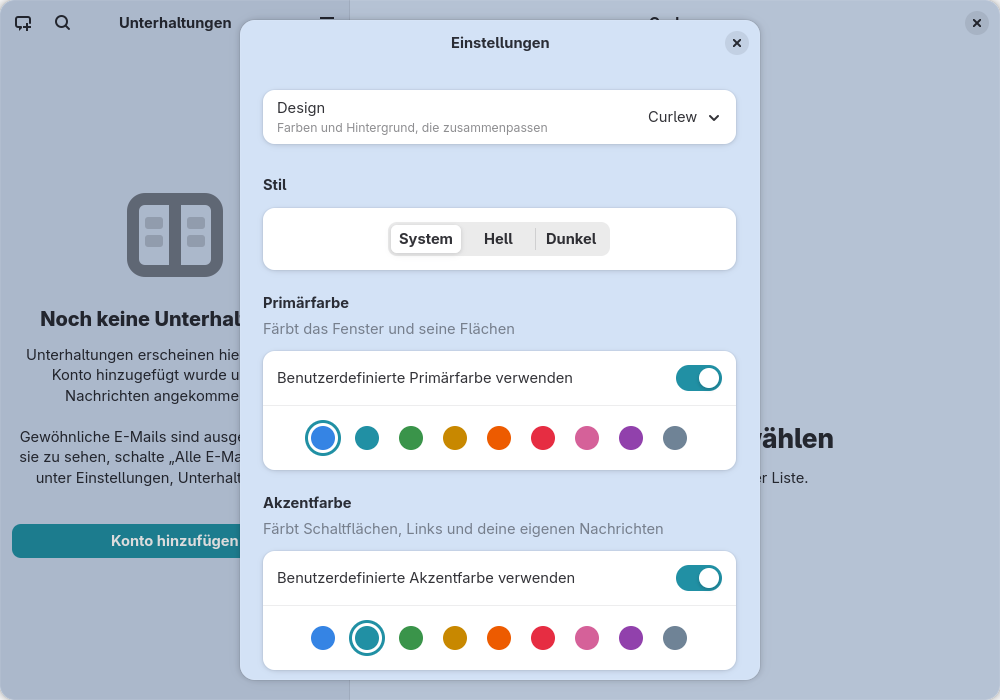 Unterhaltungen
Noch keine Unterhal
Unterhaltungen erscheinen hie
Konto hinzugefügt wurde u
Nachrichten angekomme
Gewöhnliche E-Mails sind ausge
sie zu sehen, schalte „Alle E-Ma
unter Einstellungen, Unterhalt
Konto hinzufügen
Einstellungen
Design
Farben und Hintergrund, die zusammenpassen
Curlew
Stil
System Hell Dunkel
Primärfarbe
Färbt das Fenster und seine Flächen
Benutzerdefinierte Primärfarbe verwenden
Akzentfarbe
Färbt Schaltflächen, Links und deine eigenen Nachrichten
Benutzerdefinierte Akzentfarbe verwenden
ählen
r Liste.